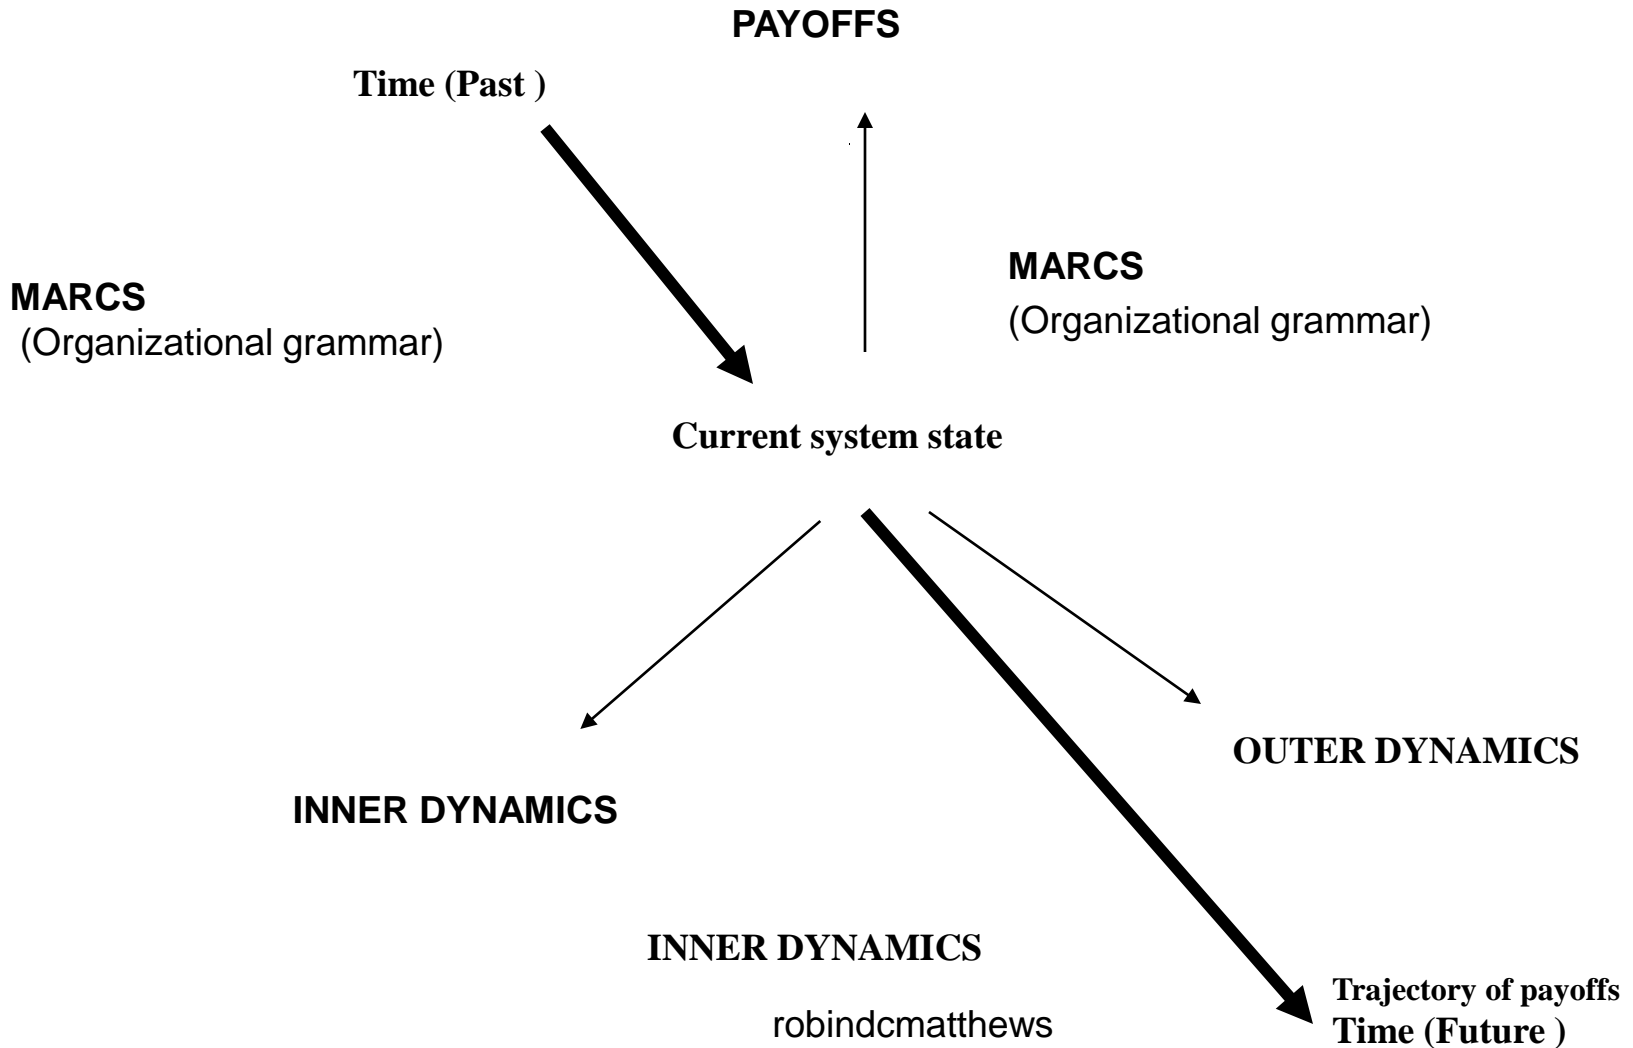 PAYOFFS
Time (Past )
MARCS
(Organizational grammar)
MARCS
(Organizational grammar)
Current system state
OUTER DYNAMICS
INNER DYNAMICS
INNER DYNAMICS
robindcmatthews
Trajectory of payoffs
Time (Future )